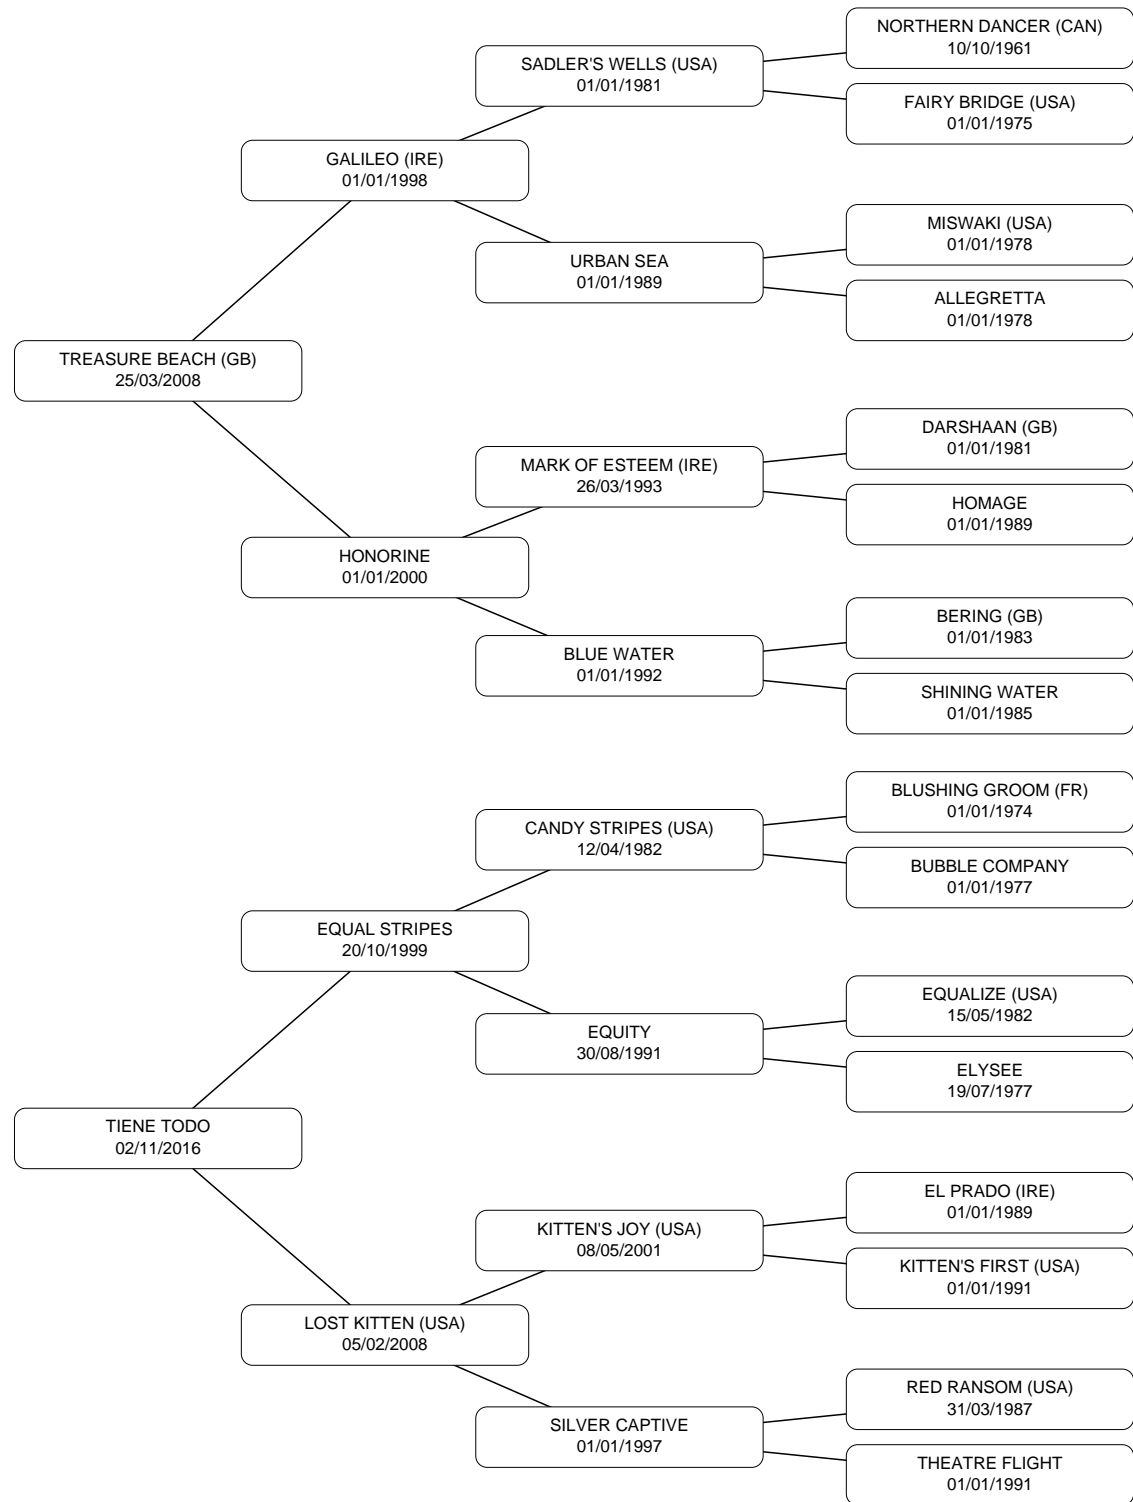 NORTHERN DANCER (CAN)
10/10/1961
SADLER'S WELLS (USA)
01/01/1981
FAIRY BRIDGE (USA)
01/01/1975
GALILEO (IRE)
01/01/1998
MISWAKI (USA)
01/01/1978
URBAN SEA
01/01/1989
ALLEGRETTA
01/01/1978
TREASURE BEACH (GB)
25/03/2008
DARSHAAN (GB)
01/01/1981
MARK OF ESTEEM (IRE)
26/03/1993
HOMAGE
01/01/1989
HONORINE
01/01/2000
BERING (GB)
01/01/1983
BLUE WATER
01/01/1992
SHINING WATER
01/01/1985
BLUSHING GROOM (FR)
01/01/1974
CANDY STRIPES (USA)
12/04/1982
BUBBLE COMPANY
01/01/1977
EQUAL STRIPES
20/10/1999
EQUALIZE (USA)
15/05/1982
EQUITY
30/08/1991
ELYSEE
19/07/1977
TIENE TODO
02/11/2016
EL PRADO (IRE)
01/01/1989
KITTEN'S JOY (USA)
08/05/2001
KITTEN'S FIRST (USA)
01/01/1991
LOST KITTEN (USA)
05/02/2008
RED RANSOM (USA)
31/03/1987
SILVER CAPTIVE
01/01/1997
THEATRE FLIGHT
01/01/1991